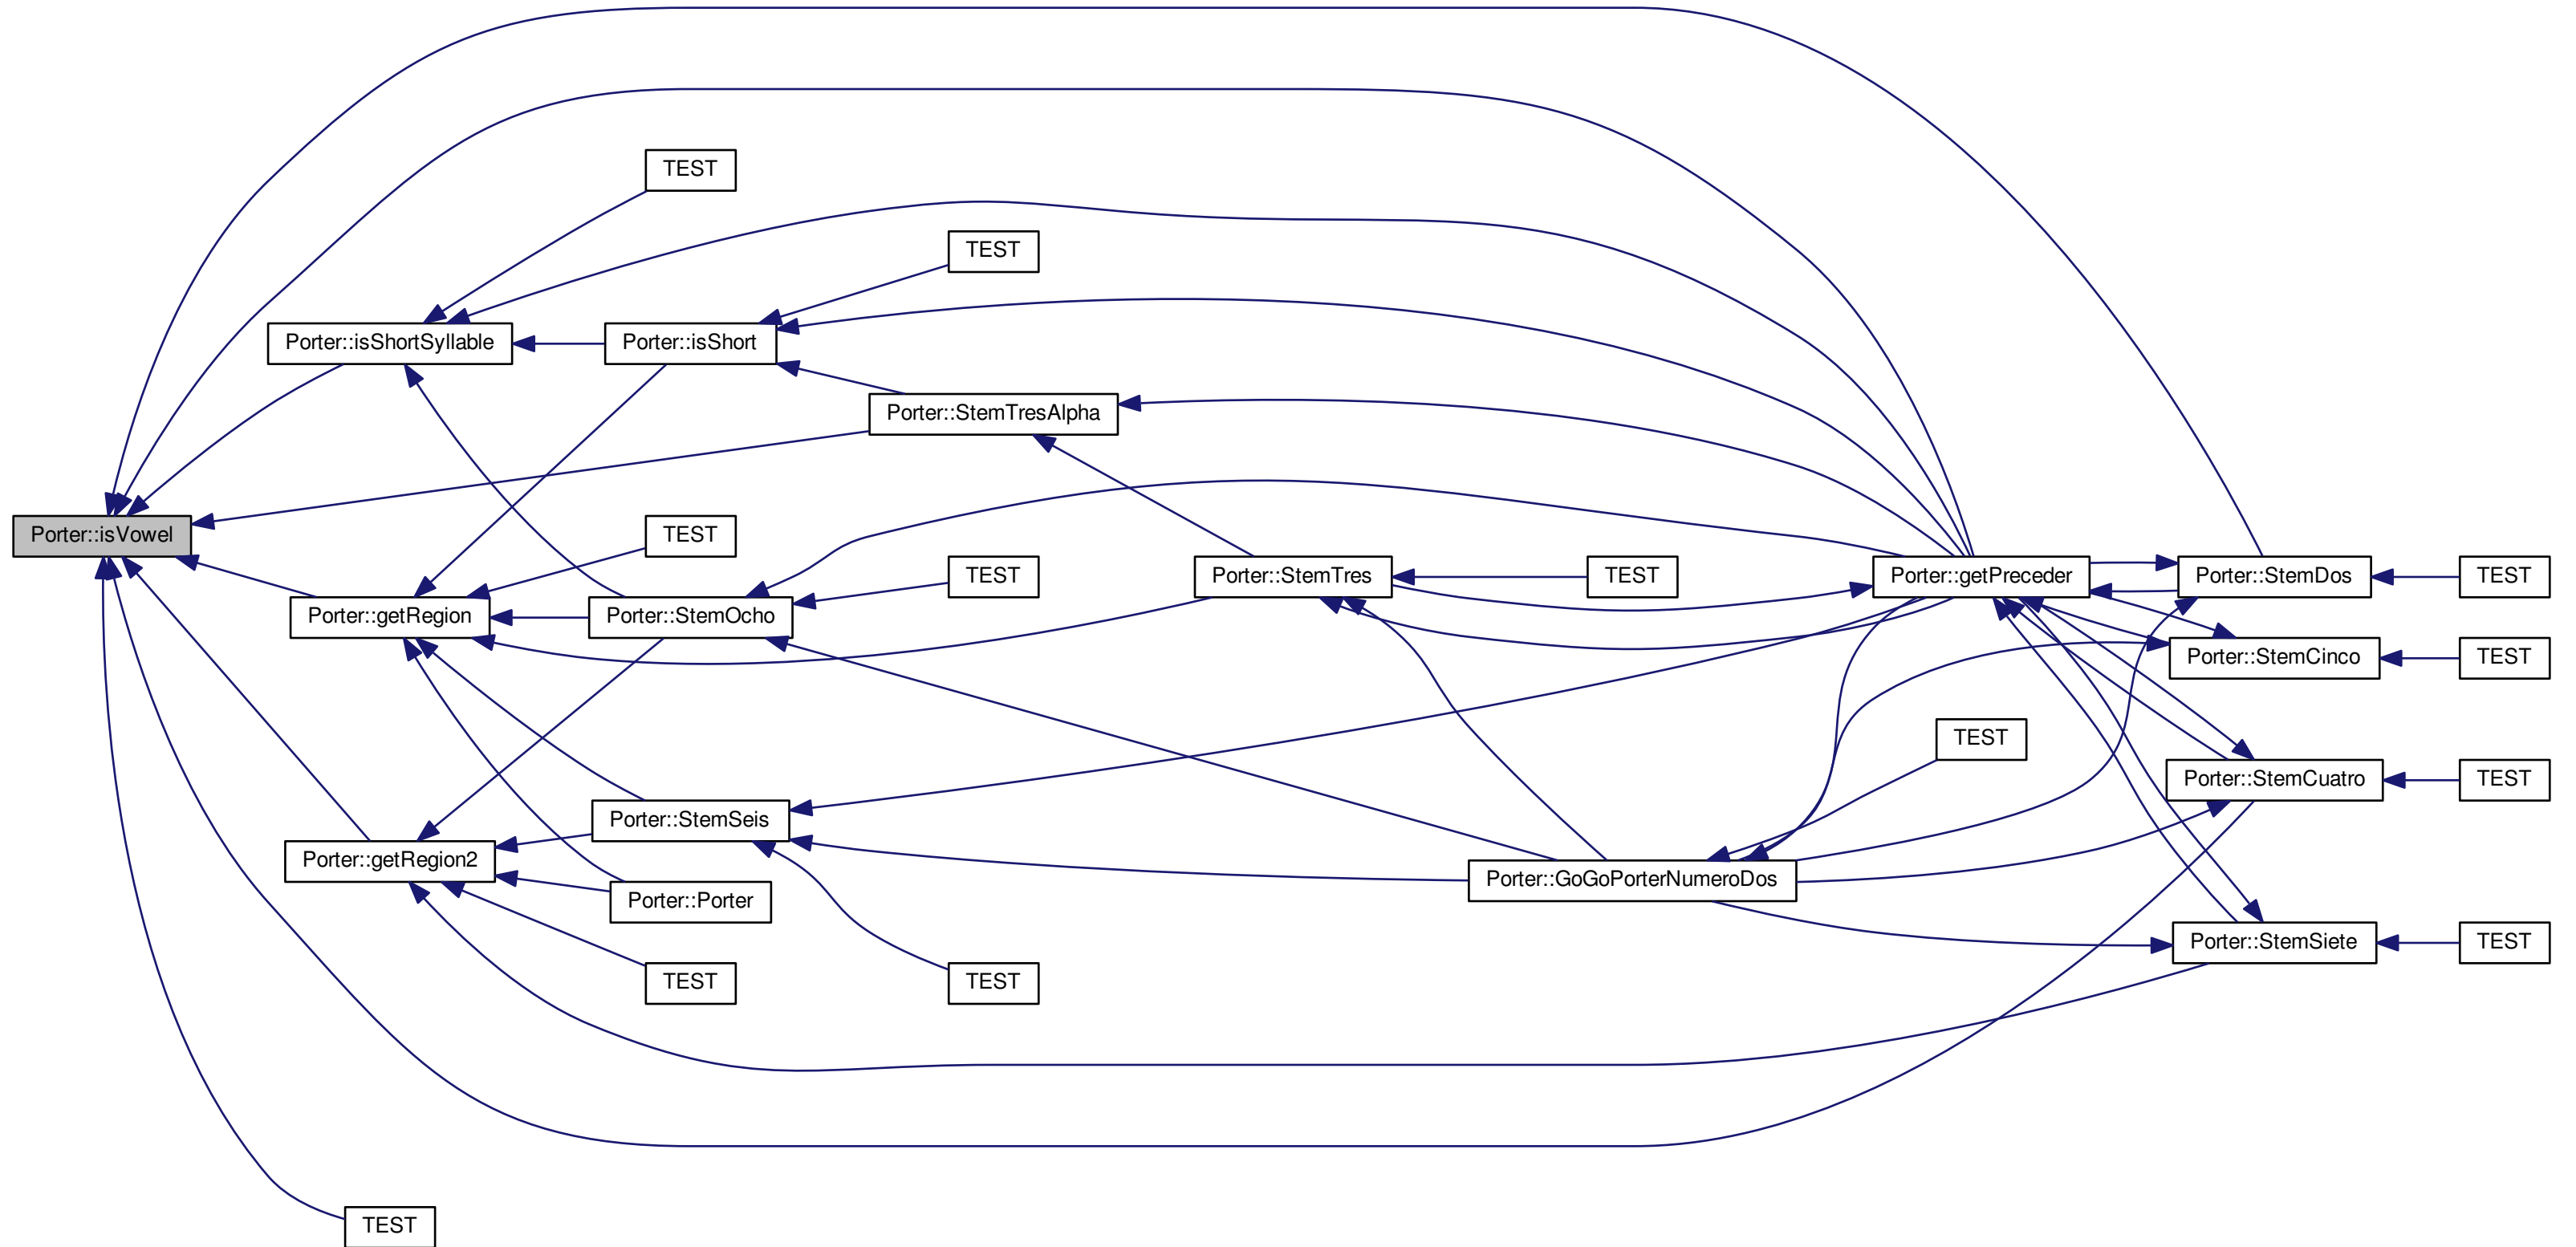 TEST
TEST
Porter::isShortSyllable
Porter::isShort
Porter::StemTresAlpha
Porter::isVowel
TEST
Porter::StemTres
TEST
Porter::getPreceder
Porter::StemDos
TEST
TEST
Porter::getRegion
Porter::StemOcho
Porter::StemCinco
TEST
TEST
Porter::StemCuatro
TEST
Porter::StemSeis
Porter::getRegion2
Porter::GoGoPorterNumeroDos
Porter::Porter
Porter::StemSiete
TEST
TEST
TEST
TEST